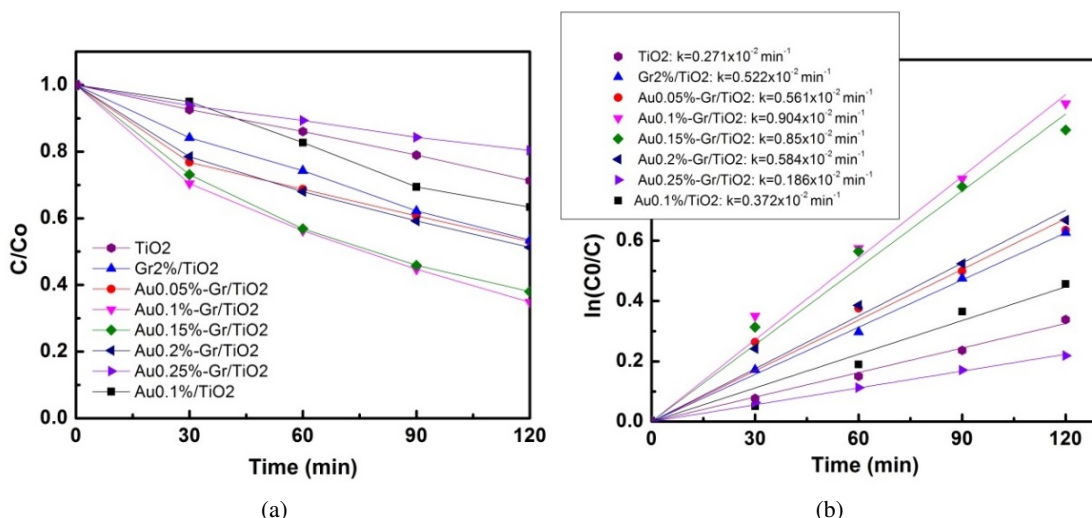 1.0
0.8
0.6
0.4
0.2
0.0
C/Co
TiO2
Gr2%/TiO2
Au0.05%-Gr/TiO2
Au0.1%-Gr/TiO2
Au0.15%-Gr/TiO2
Au0.2%-Gr/TiO2
Au0.25%-Gr/TiO2
Au0.1%/TiO2
0 30 60 90 120
Time (min)
(a)
TiO2: k=0.271x10-2 min-1
Gr2%/TiO2: k=0.522x10-2 min-1
Au0.05%-Gr/TiO2: k=0.561x10-2 min-1
Au0.1%-Gr/TiO2: k=0.904x10-2 min-1
Au0.15%-Gr/TiO2: k=0.85x10-2 min-1
Au0.2%-Gr/TiO2: k=0.584x10-2 min-1
Au0.25%-Gr/TiO2: k=0.186x10-2 min-1
Au0.1%/TiO2: k=0.372x10-2 min-1
0.6
0.4
0.2
0.0
ln(C0/C)
0 30 60 90 120
Time (min)
(b)